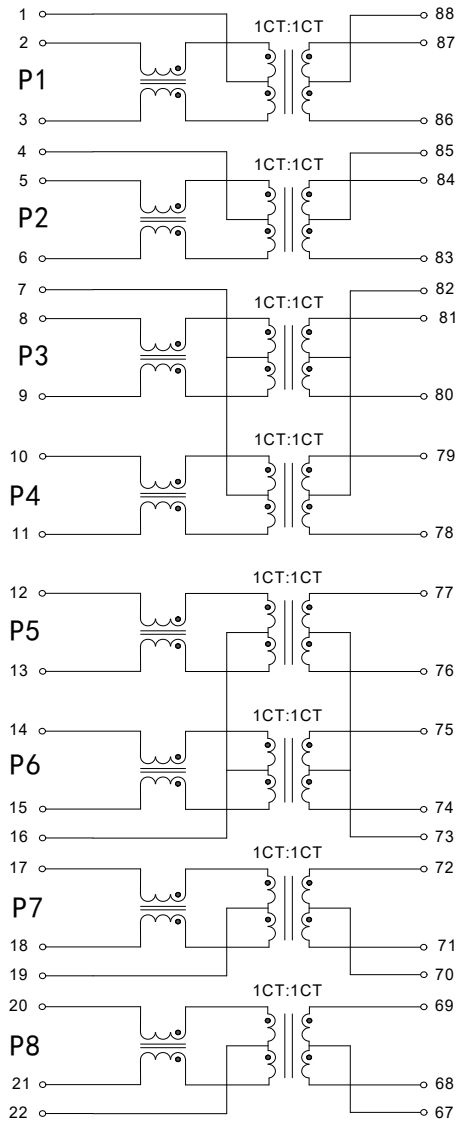 1 88
1CT:1CT
2 87
P1
3 86
4 85
1CT:1CT
5 84
P2
6 83
7 82
1CT:1CT
8 81
P3
9 80
1CT:1CT
10 79
P4
11 78
1CT:1CT
12 77
P5
13 76
1CT:1CT
14 75
P6
15 74
16 73
1CT:1CT
17 72
P7
18 71
19 70
1CT:1CT
20 69
P8
21 68
22 67